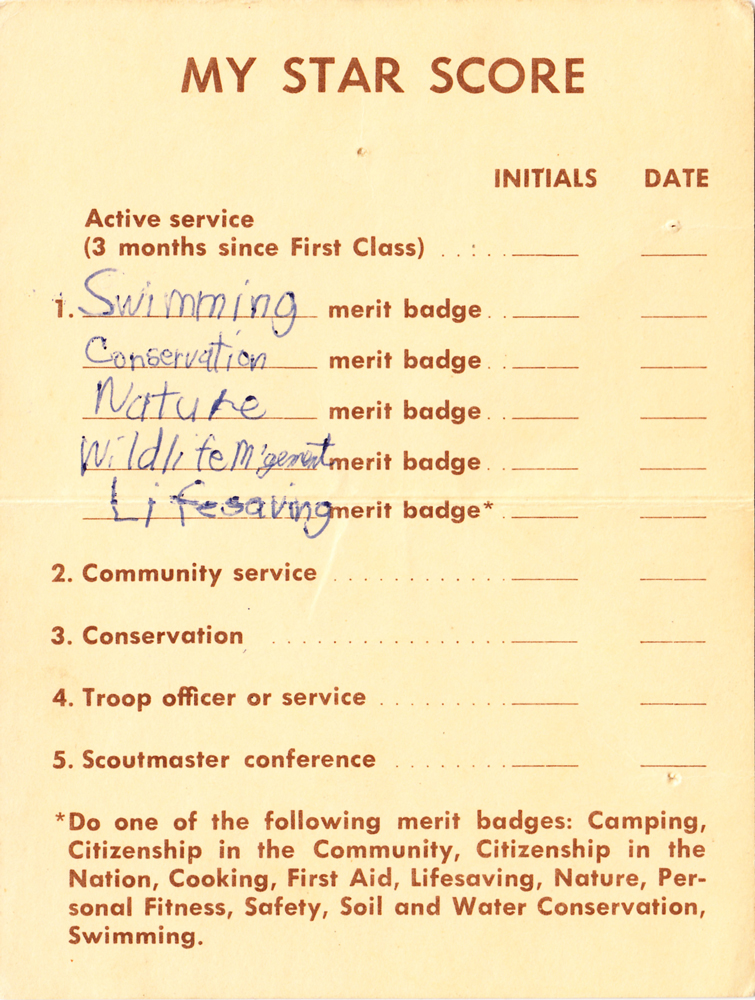 MY STAR SCORE
INITIALS DATE
Active service
(3 months since First Class)
1. Swimming merit badge
Conservation merit badge
Nature merit badge
Wildlife M'gement merit badge
Lifesaving merit badge*
2. Community service
3. Conservation
4. Troop officer or service
5. Scoutmaster conference
*Do one of the following merit badges: Camping,
Citizenship in the Community, Citizenship in the
Nation, Cooking, First Aid, Lifesaving, Nature, Per-
sonal Fitness, Safety, Soil and Water Conservation,
Swimming.